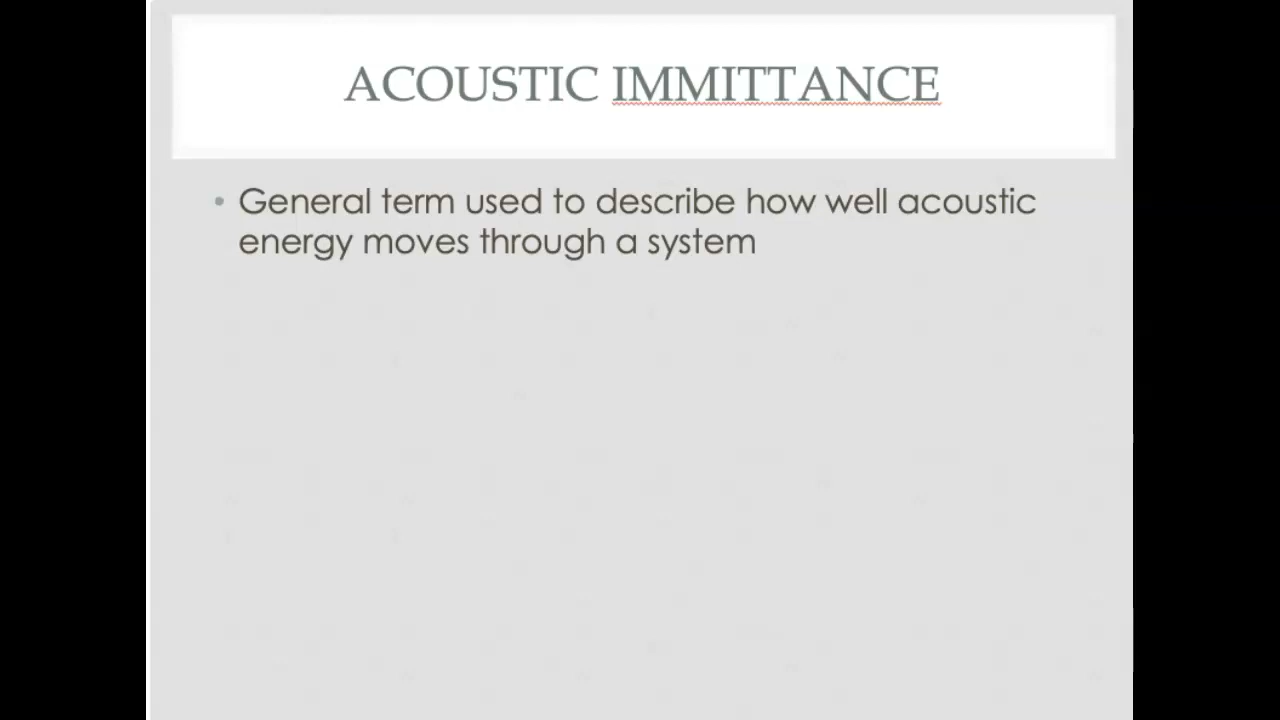 ACOUSTIC IMMITTANCE
• General term used to describe how well acoustic
energy moves through a system